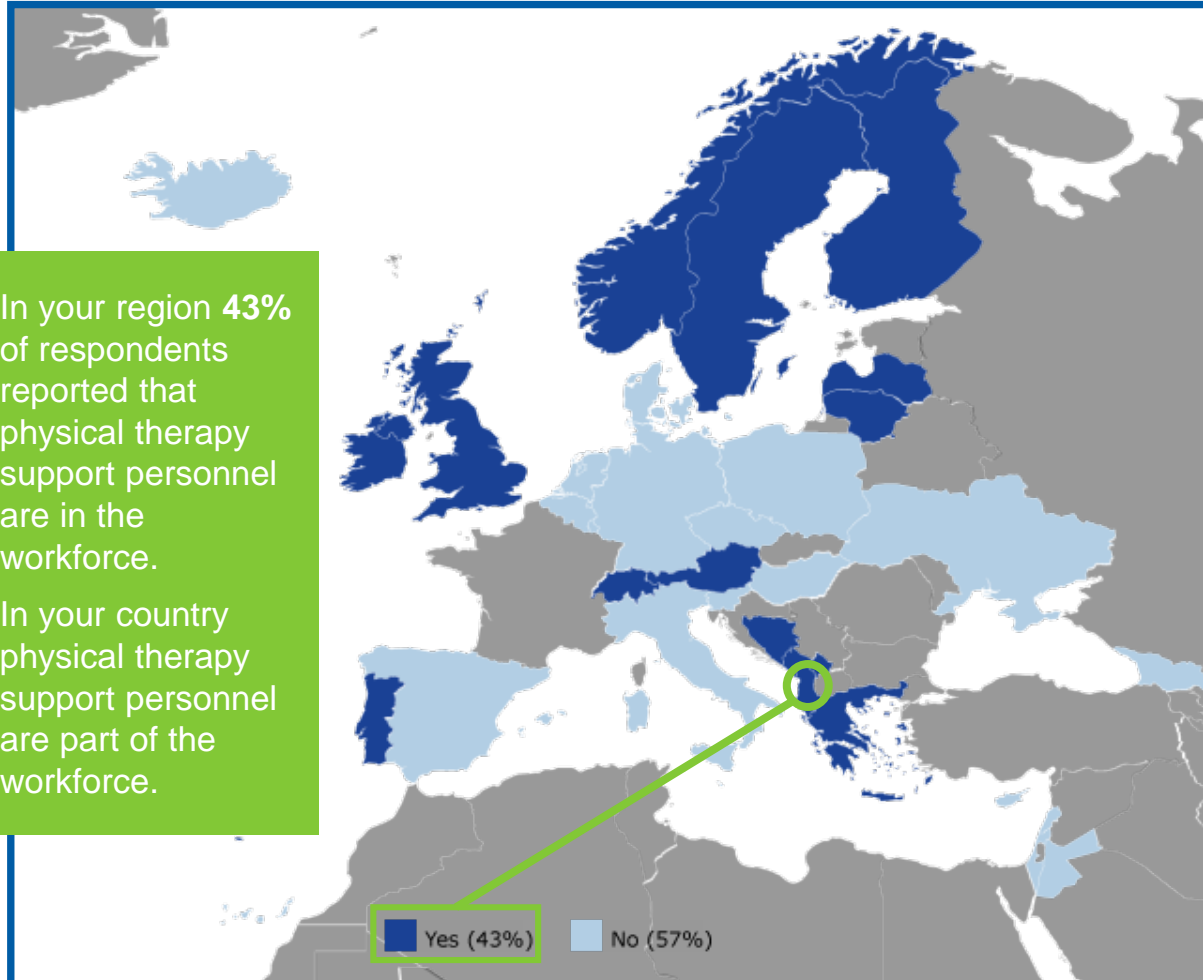 In your region 43%
of respondents
reported that
physical therapy
support personnel
are in the
workforce.
In your country
physical therapy
support personnel
are part of the
workforce.
Yes (43%)
No (57%)